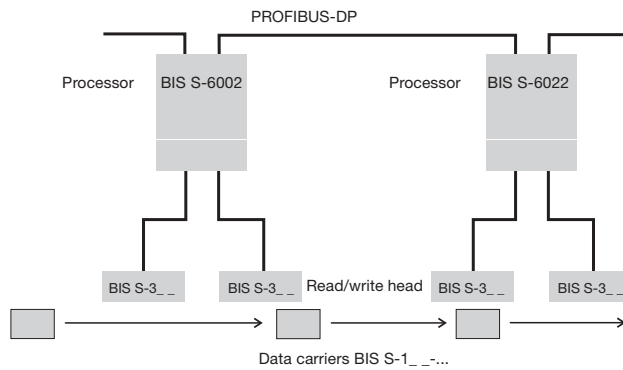 PROFIBUS-DP
Processor
BIS S-6002
Processor
BIS S-6022
BIS S-3_ _
BIS S-3_ _
Read/write head
BIS S-3_ _
BIS S-3_ _
Data carriers BIS S-1_ _-...